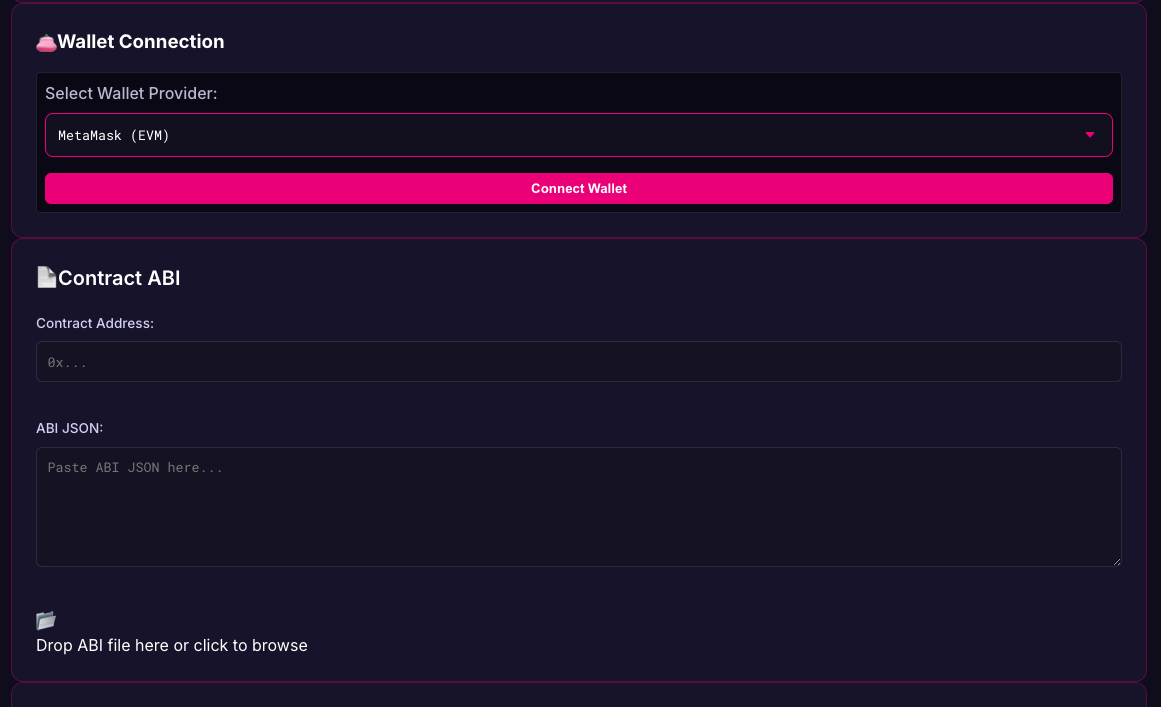 Wallet Connection
Select Wallet Provider:
MetaMask (EVM)
Connect Wallet
Contract ABI
Contract Address:
0x...
ABI JSON:
Paste ABI JSON here...
Drop ABI file here or click to browse